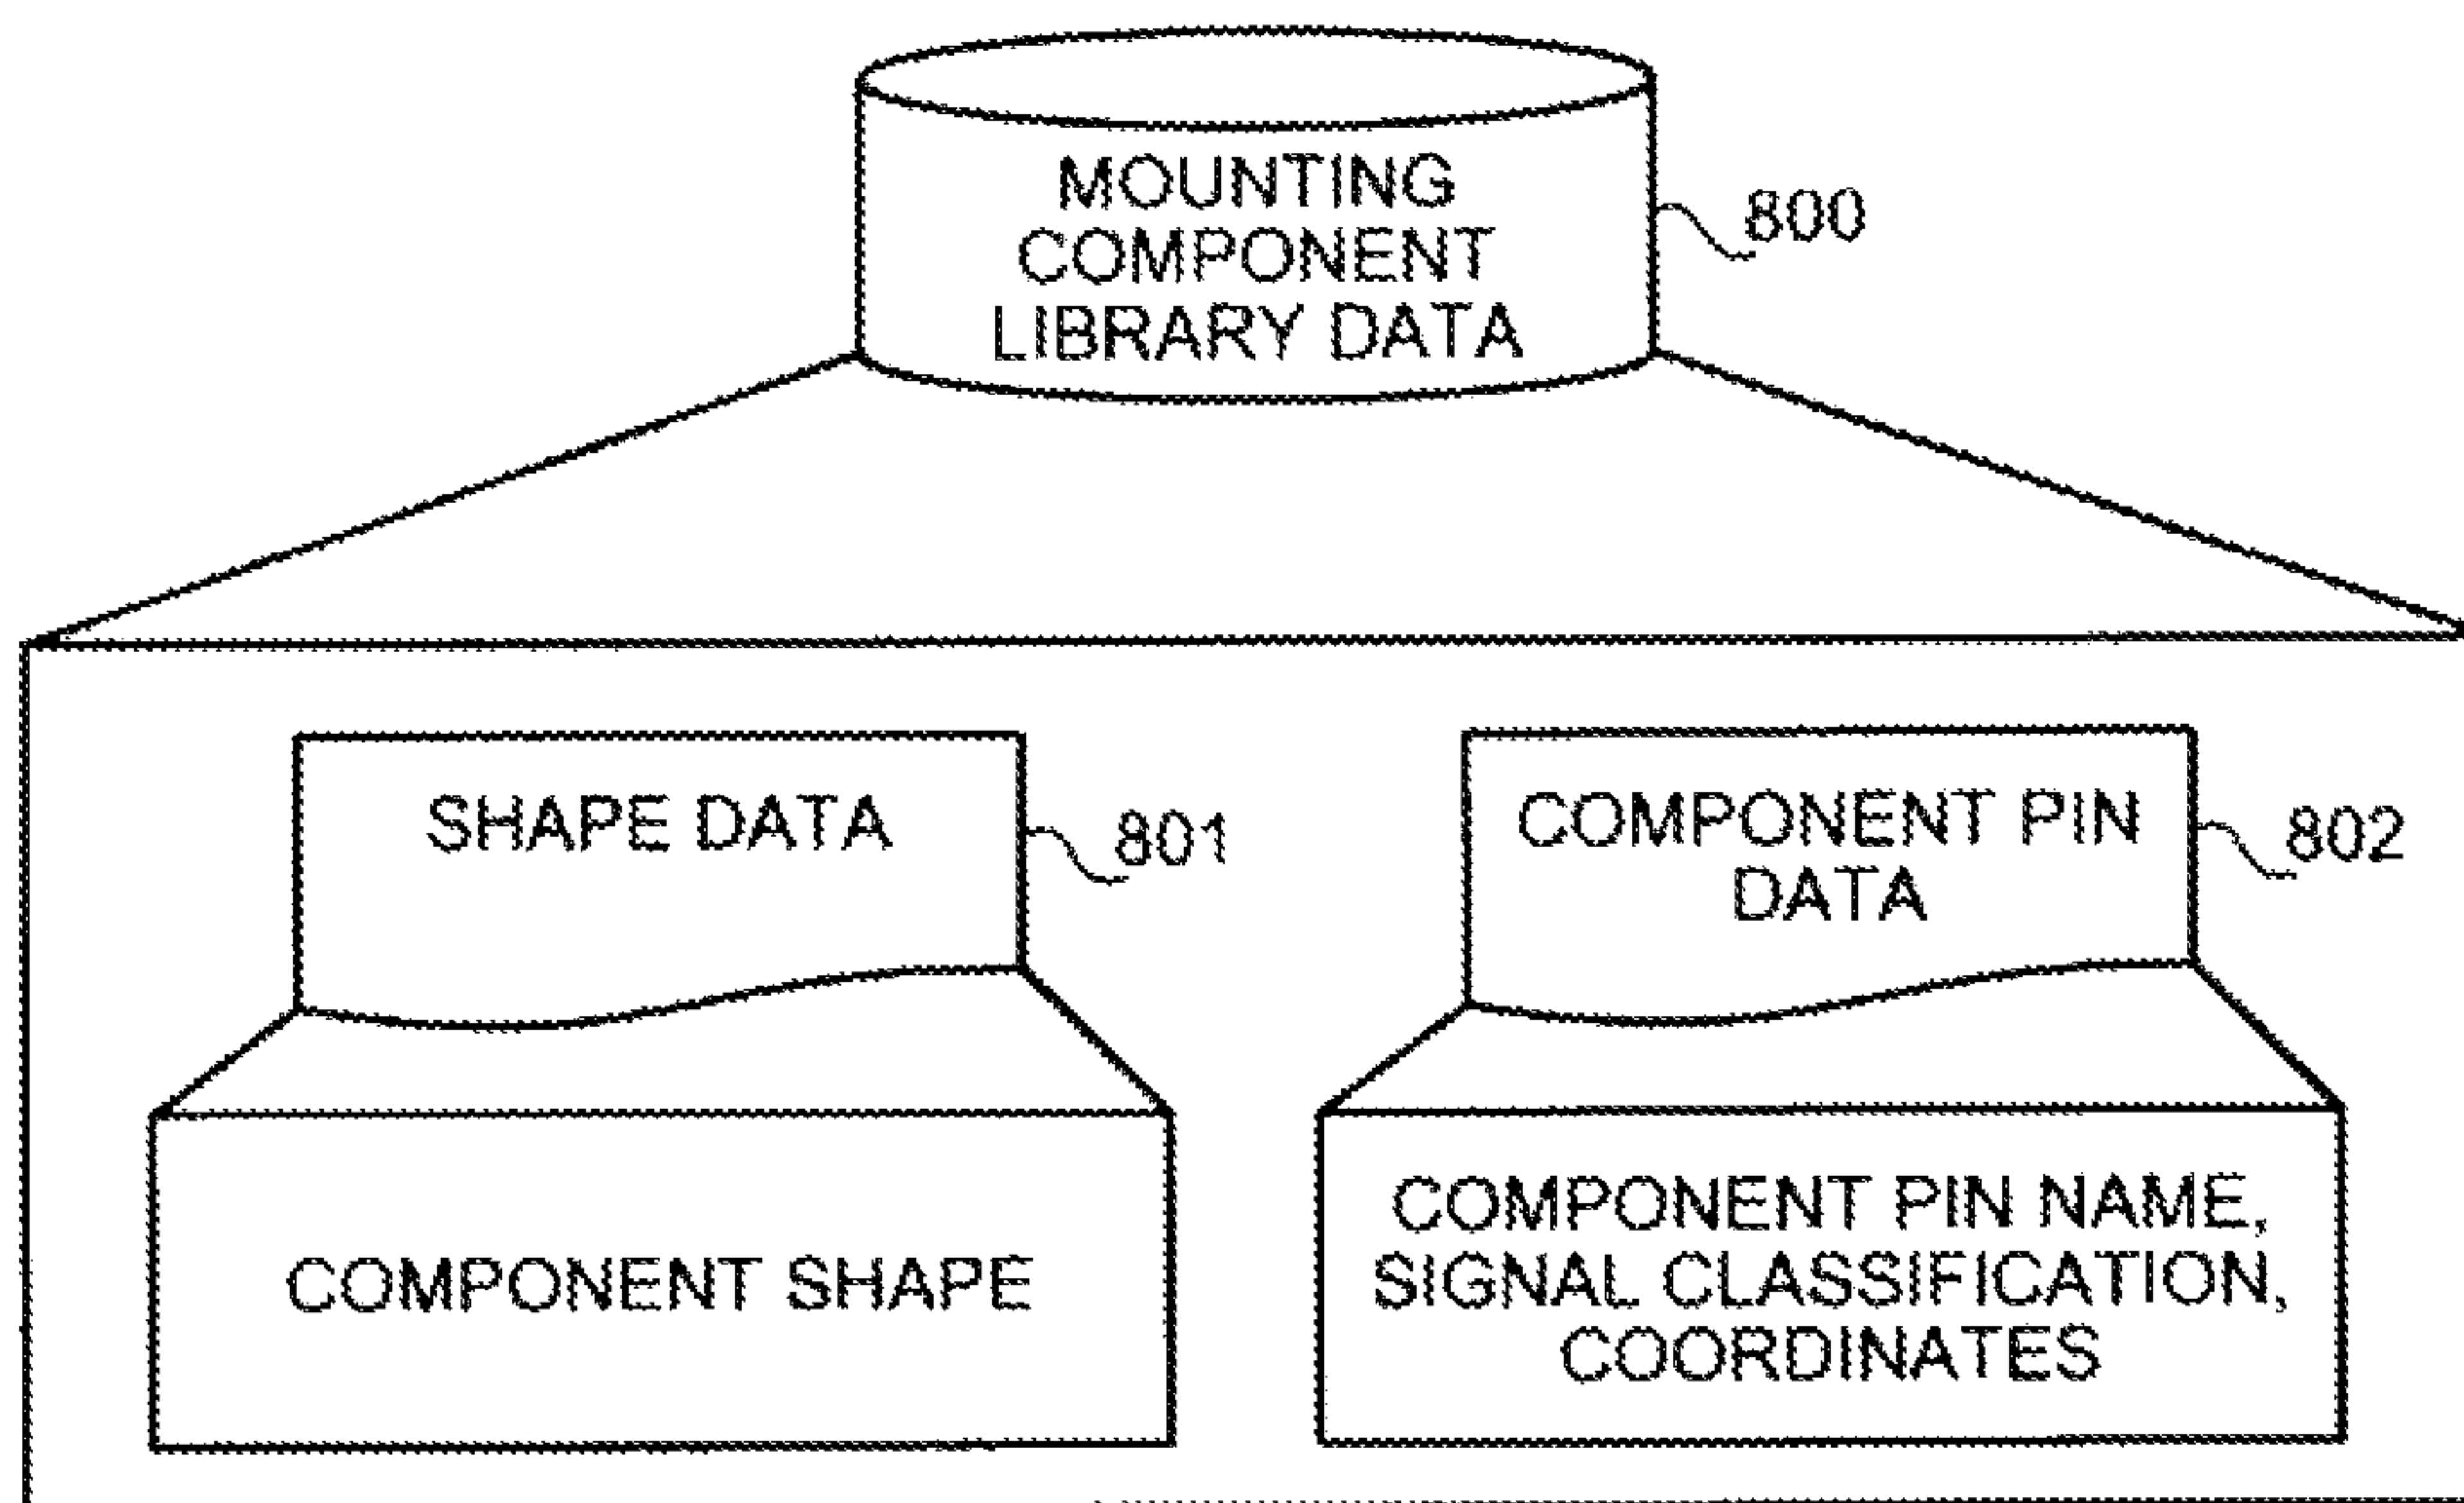 MOUNTING
COMPONENT
LIBRARY DATA
800
SHAPE DATA
801
COMPONENT PIN
DATA
802
COMPONENT SHAPE
COMPONENT PIN NAME,
SIGNAL CLASSIFICATION,
COORDINATES